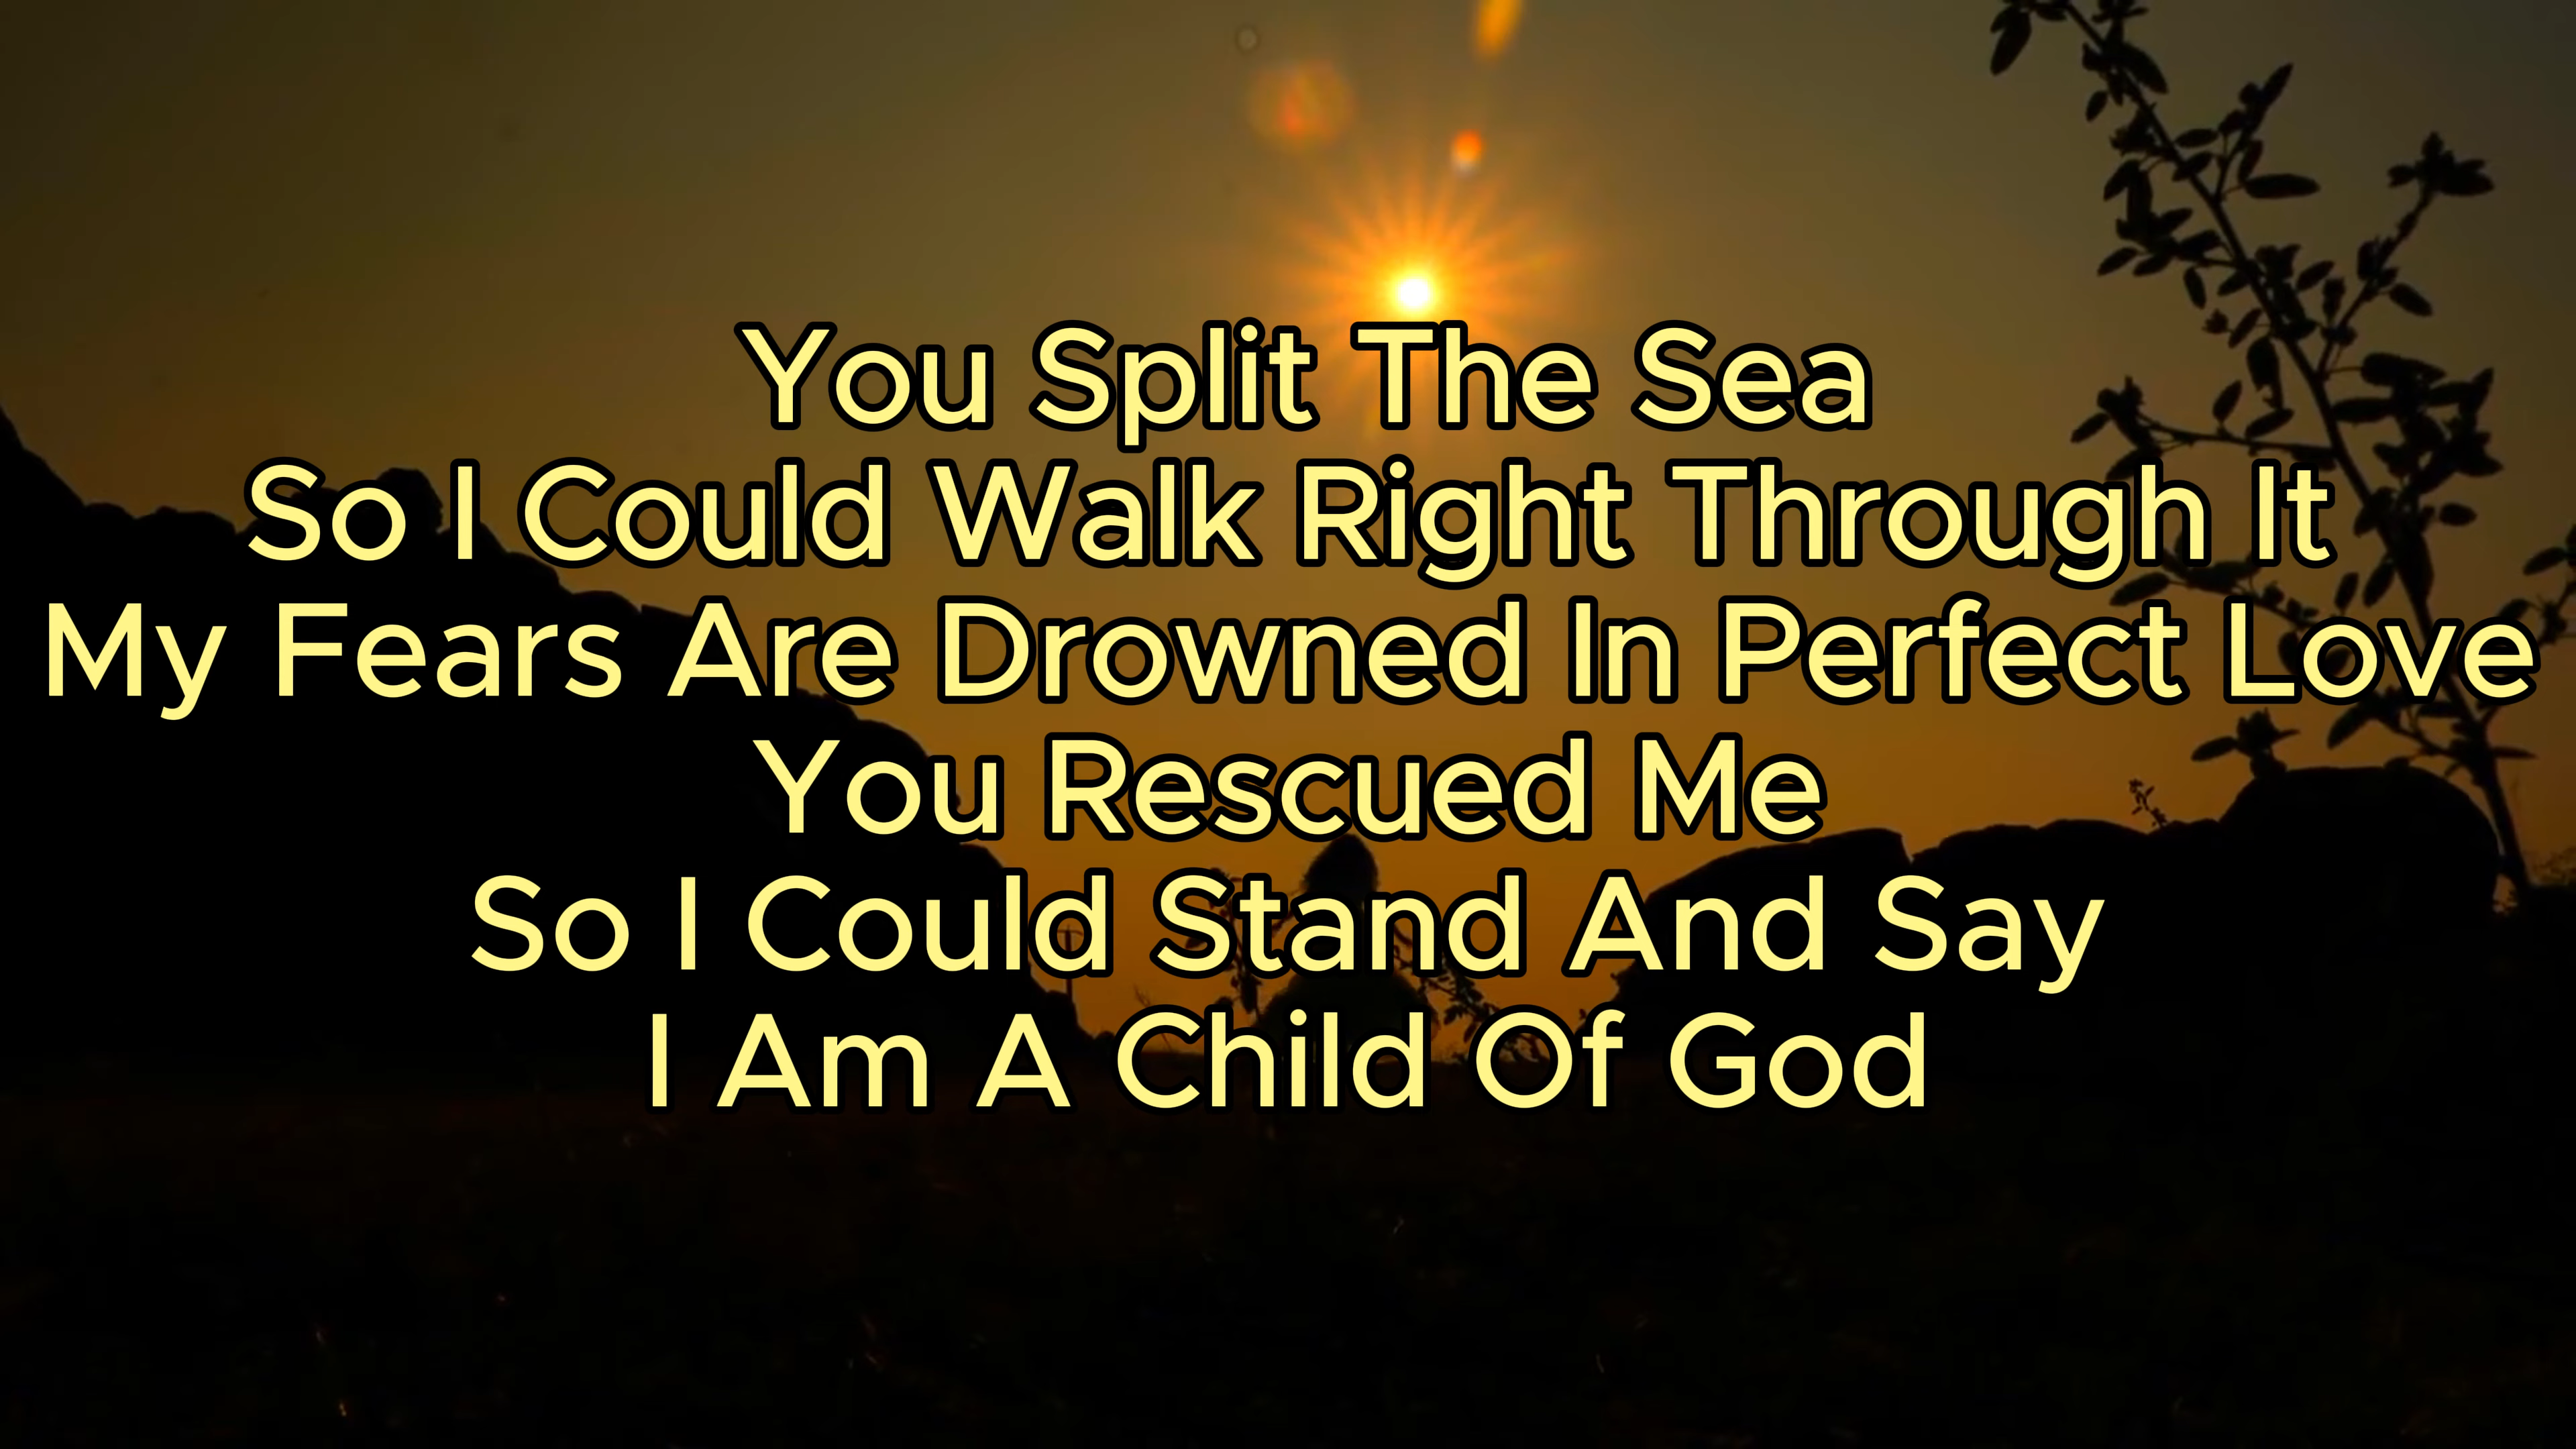 You Split The Sea
So I Could Walk Right Through It
My Fears Are Drowned In Perfect Love
You Rescued Me
So I Could Stand And Say
I Am A Child Of God